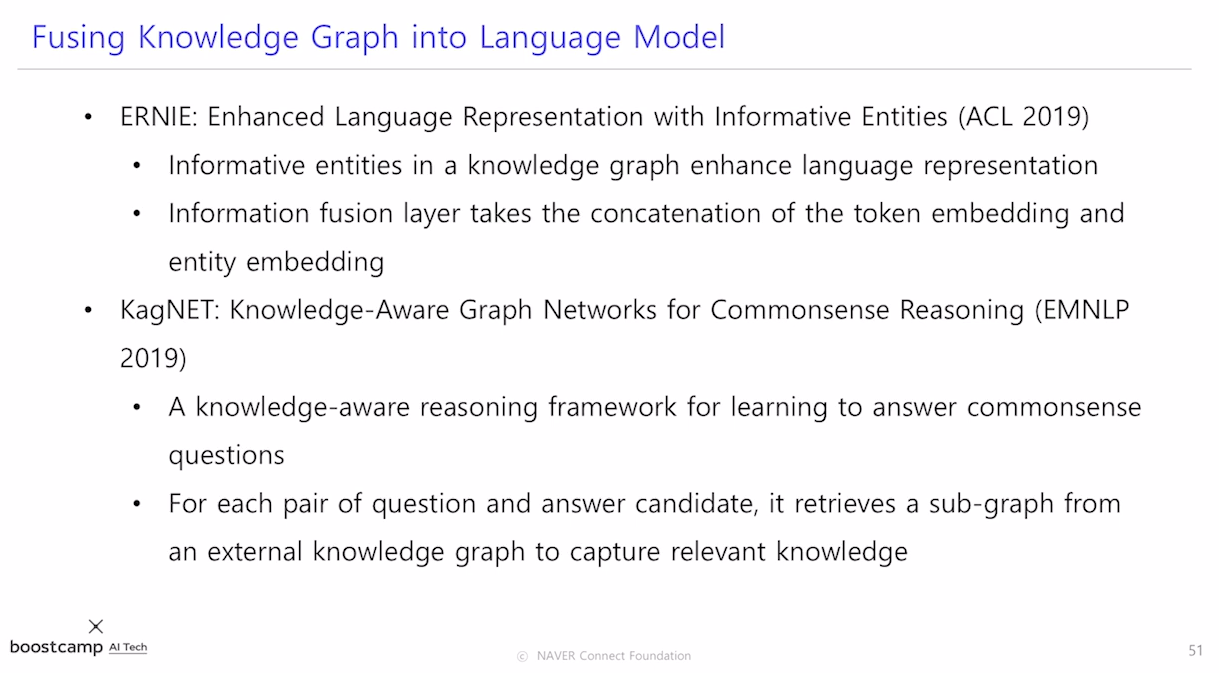 Fusing Knowledge Graph into Language Model
• ERNIE: Enhanced Language Representation with Informative Entities (ACL 2019)
• Informative entities in a knowledge graph enhance language representation
• Information fusion layer takes the concatenation of the token embedding and
entity embedding
• KagNET: Knowledge-Aware Graph Networks for Commonsense Reasoning (EMNLP
2019)
• A knowledge-aware reasoning framework for learning to answer commonsense
questions
• For each pair of question and answer candidate, it retrieves a sub-graph from
an external knowledge graph to capture relevant knowledge
boostcamp AI Tech
ⓒ NAVER Connect Foundation
51